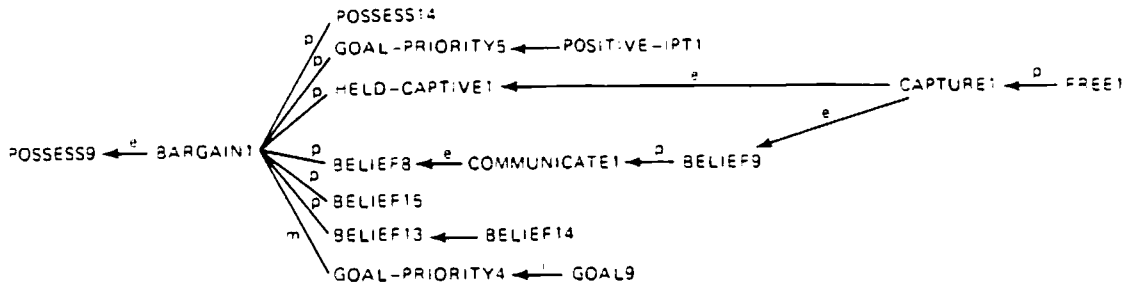 POSSESS14
p
GOAL-PRIORITY5 POSITIVE-IPT1
p
p HELD-CAPTIVE1 e CAPTURE1 p FREE1
e
POSSESS9 e BARGAIN1 p BELIEF8 e COMMUNICATE1 p BELIEF9
p
p BELIEF15
BELIEF13 BELIEF14
m
GOAL-PRIORITY4 GOAL9